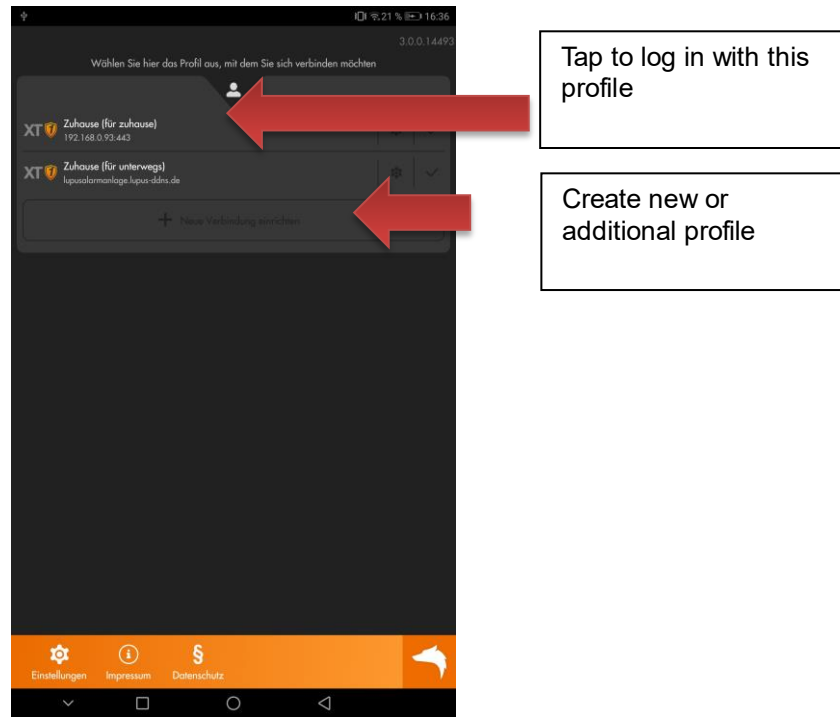 21 % 16:36
3.0.0.14493
Wählen Sie hier das Profil aus, mit dem Sie sich verbinden möchten
XT Zuhause (für zuhause)
192.168.0.93:443
XT Zuhause (für unterwegs)
lupusalarmanlage.lupus-ddns.de
+ Neue Verbindung einrichten
Einstellungen Impressum Datenschutz
Tap to log in with this
profile
Create new or
additional profile